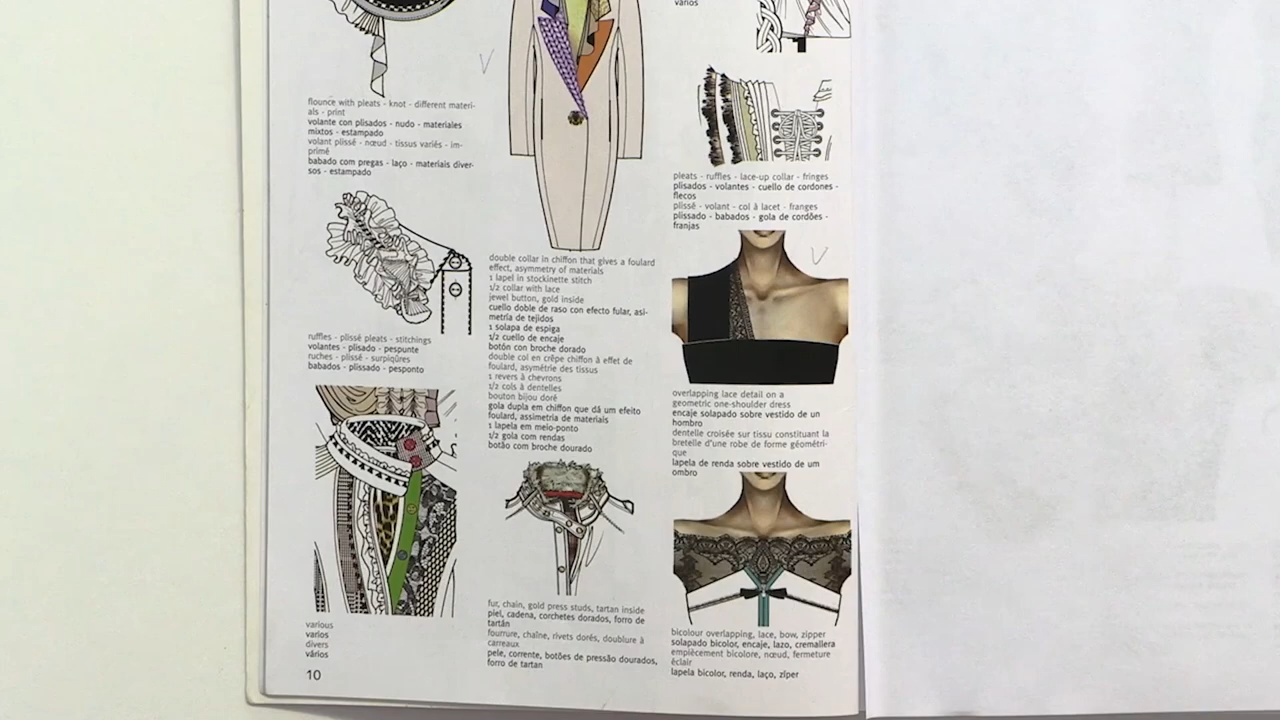 flounce with pleats - knot - different materi-
als - print
volante con plisados - nudo - materiales
mixtos - estampado
volant plissé - nœud - tissus variés - im-
primé
babado com pregas - laço - materiais diver-
sos - estampado
ruffles - plissé pleats - stitchings
volantes - plisado - pespunte
ruches - plissé - surpiqûres
babados - plissado - pesponto
various
varios
divers
vários
10
double collar in chiffon that gives a foulard
effect, asymmetry of materials
1 lapel in stockinette stitch
1/2 collar with lace
jewel button, gold inside
cuello doble de raso con efecto fular, asi-
metría de tejidos
1 solapa de espiga
1/2 cuello de encaje
botón con broche dorado
double col en crêpe chiffon à effet de
foulard, asymétrie des tissus
1 revers à chevrons
1/2 cols à dentelles
bouton bijou doré
gola dupla em chiffon que dá um efeito
foulard, assimetria de materiais
1 lapela em meio-ponto
1/2 gola com rendas
botão com broche dourado
fur, chain, gold press studs, tartan inside
piel, cadena, corchetes dorados, forro de
tartán
fourrure, chaîne, rivets dorés, doublure à
carreaux
pele, corrente, botões de pressão dourados,
forro de tartan
vários
pleats - ruffles - lace-up collar - fringes
plisados - volantes - cuello de cordones -
flecos
plissé - volant - col à lacet - franges
plissado - babados - gola de cordões -
franjas
overlapping lace detail on a
geometric one-shoulder dress
encaje solapado sobre vestido de un
hombro
dentelle croisée sur tissu constituant la
bretelle d'une robe de forme géométri-
que
lapela de renda sobre vestido de um
ombro
bicolour overlapping, lace, bow, zipper
solapado bicolor, encaje, lazo, cremallera
empiècement bicolore, nœud, fermeture
éclair
lapela bicolor, renda, laço, zíper